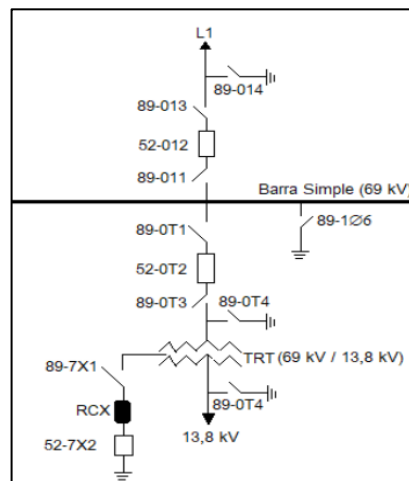 L1
89-014
89-013
52-012
89-011
Barra Simple (69 kV)
89-0T1
89-1Ø6
52-0T2
89-0T3
89-0T4
89-7X1
TRT (69 kV / 13,8 kV)
RCX
89-0T4
52-7X2
13,8 kV